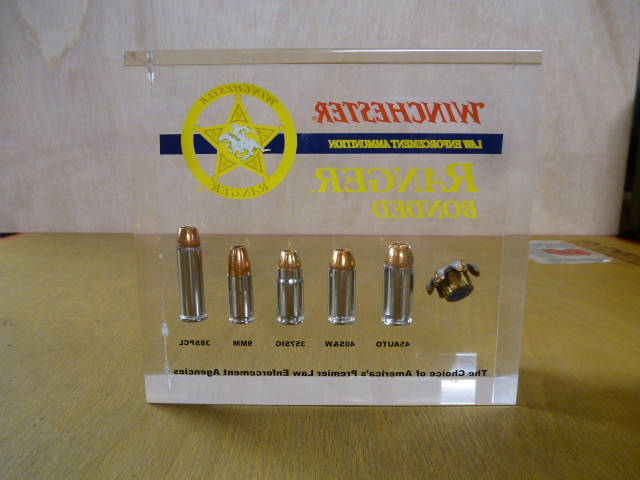 WINCHESTER®
LAW ENFORCEMENT AMMUNITION
RANGER
BONDED
WINCHESTER
RANGER
45AUTO 40S&W 357SIG 9MM 38SPCL
The Choice of America's Premier Law Enforcement Agencies